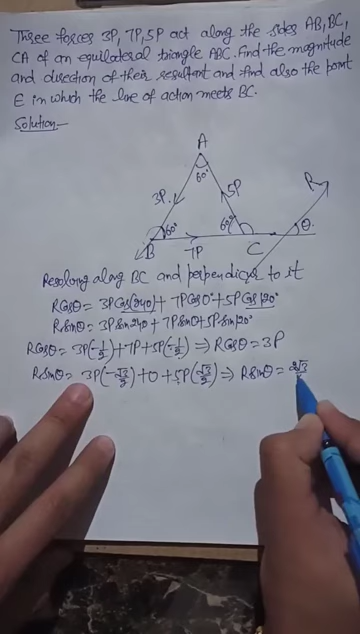 Three forces 3P, 7P, 5P act along the sides AB, BC,
CA of an equilateral triangle ABC. Find the magnitude
and direction of their resultant and find also the point
E in which the line of action meets BC.
Solution -
A
60°
3P
5P
R
60°
60°
θ
B
7P
C
Resolving along BC and perpendicular to it
Rcosθ = 3Pcos(240) + 7Pcos0° + 5Pcos120°
Rsinθ = 3Psin240 + 7Psin0 + 5Psin120°
Rcosθ = 3P(-1/2) + 7P + 5P(-1/2) ⇒ Rcosθ = 3P
Rsinθ = 3P(-√3/2) + 0 + 5P(√3/2) ⇒ Rsinθ = 2√3